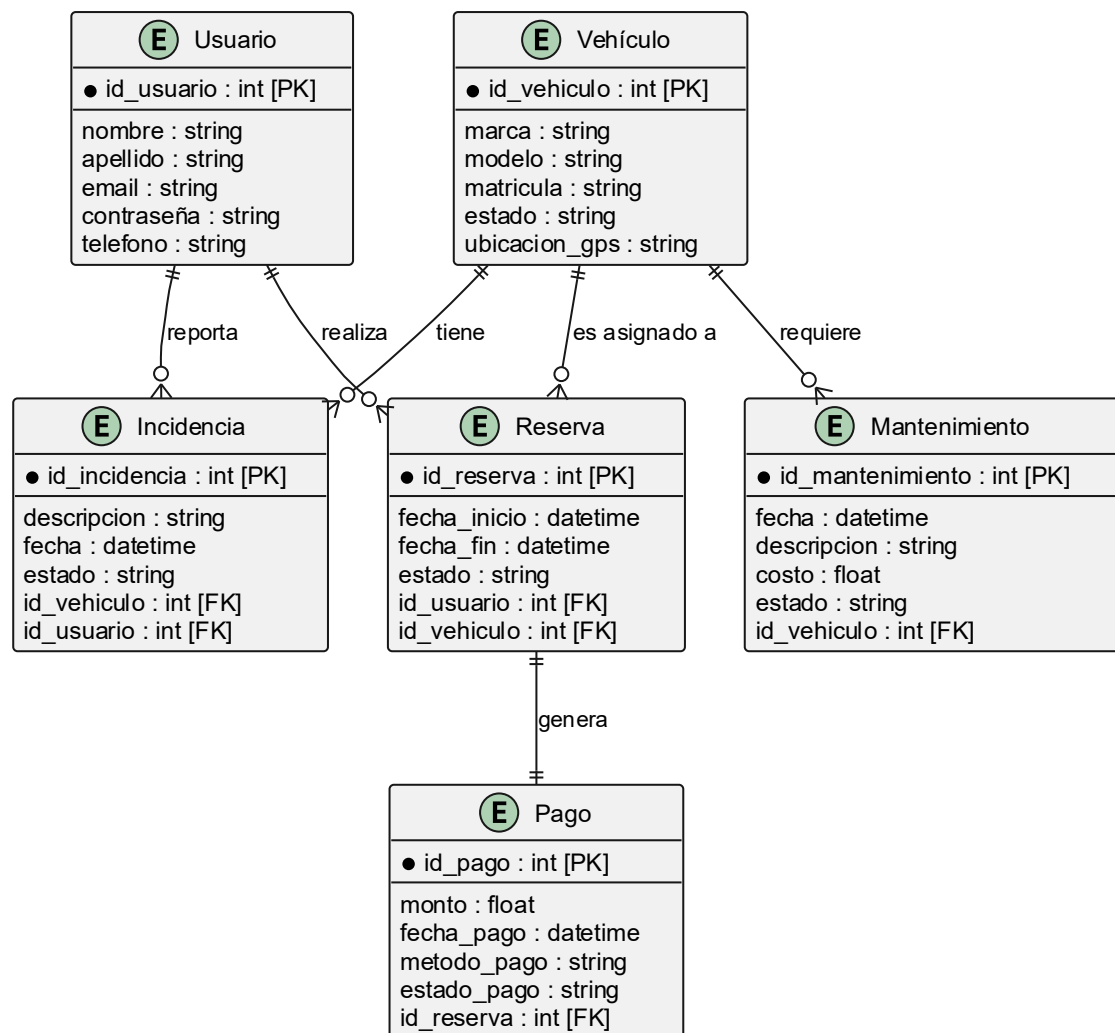 E Usuario
id_usuario : int [PK]
nombre : string
apellido : string
email : string
contraseña : string
telefono : string
E Vehículo
id_vehiculo : int [PK]
marca : string
modelo : string
matricula : string
estado : string
ubicacion_gps : string
reporta
realiza
tiene
es asignado a
requiere
E Incidencia
id_incidencia : int [PK]
descripcion : string
fecha : datetime
estado : string
id_vehiculo : int [FK]
id_usuario : int [FK]
E Reserva
id_reserva : int [PK]
fecha_inicio : datetime
fecha_fin : datetime
estado : string
id_usuario : int [FK]
id_vehiculo : int [FK]
E Mantenimiento
id_mantenimiento : int [PK]
fecha : datetime
descripcion : string
costo : float
estado : string
id_vehiculo : int [FK]
genera
E Pago
id_pago : int [PK]
monto : float
fecha_pago : datetime
metodo_pago : string
estado_pago : string
id_reserva : int [FK]